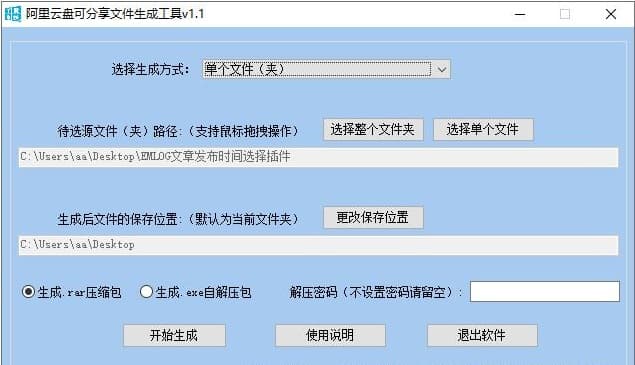 阿里云盘可分享文件生成工具v1.1
选择生成方式： 单个文件（夹）
待选源文件（夹）路径：（支持鼠标拖拽操作） 选择整个文件夹 选择单个文件
C:\Users\aa\Desktop\EMLOG文章发布时间选择插件
生成后文件的保存位置：（默认为当前文件夹） 更改保存位置
C:\Users\aa\Desktop
生成.rar压缩包 生成.exe自解压包 解压密码（不设置密码请留空）：
开始生成 使用说明 退出软件